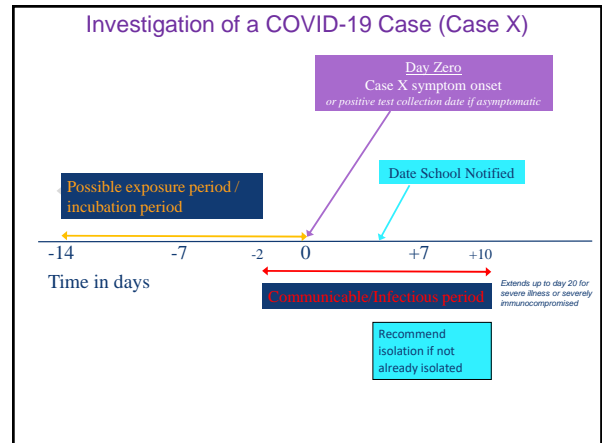 Investigation of a COVID-19 Case (Case X)
Day Zero
Case X symptom onset
or positive test collection date if asymptomatic
Date School Notified
Possible exposure period /
incubation period
-14
-7
-2
0
+7
+10
Time in days
Communicable/Infectious period
Extends up to day 20 for
severe illness or severely
immunocompromised
Recommend
isolation if not
already isolated